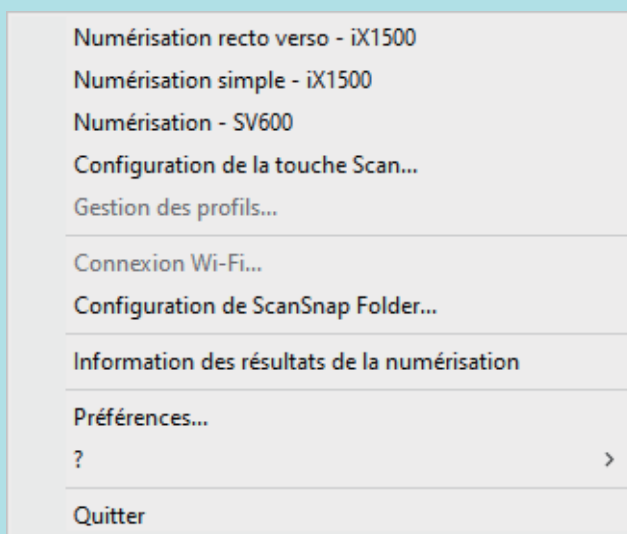 Numérisation recto verso - iX1500
Numérisation simple - iX1500
Numérisation - SV600
Configuration de la touche Scan...
Gestion des profils...
Connexion Wi-Fi...
Configuration de ScanSnap Folder...
Information des résultats de la numérisation
Préférences...
?
Quitter